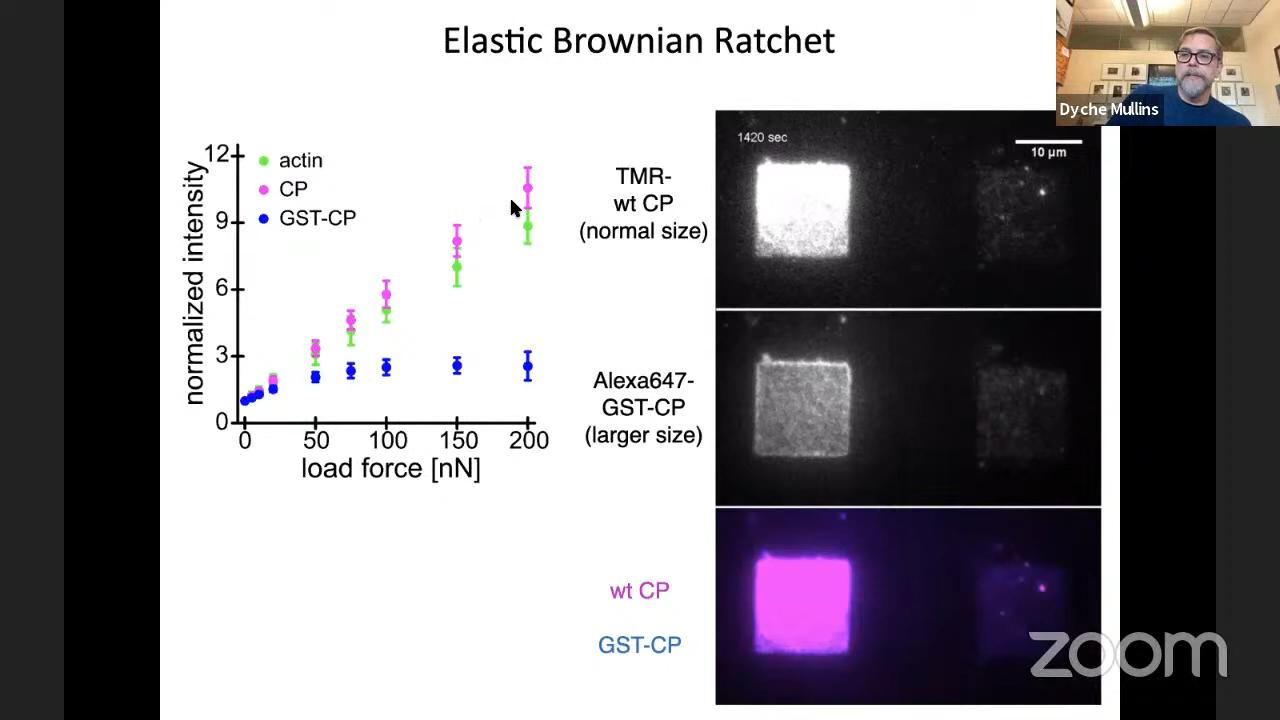 Elastic Brownian Ratchet
Dyche Mullins
12
9
6
3
0
normalized intensity
actin
CP
GST-CP
0 50 100 150 200
load force [nN]
TMR-
wt CP
(normal size)
Alexa647-
GST-CP
(larger size)
wt CP
GST-CP
1420 sec
10 µm
zoom